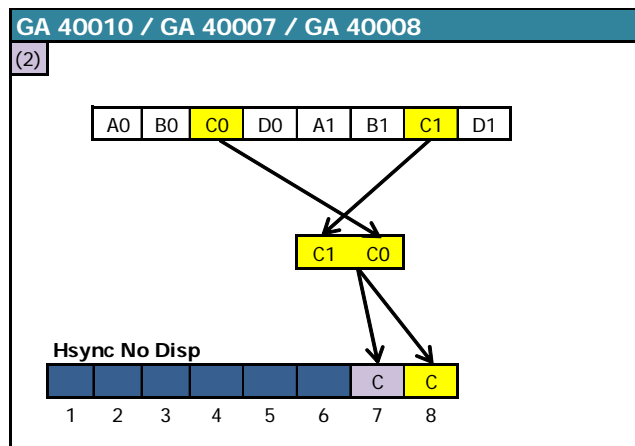 GA 40010 / GA 40007 / GA 40008
(2)
A0 B0 C0 D0 A1 B1 C1 D1
C1 C0
Hsync No Disp
C C
1 2 3 4 5 6 7 8